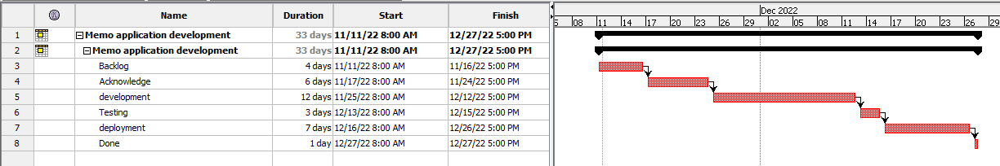 Name Duration Start Finish
Dec 2022
5 08 11 14 17 20 23 26 29 02 05 08 11 14 17 20 23 26 29
1 Memo application development 33 days 11/11/22 8:00 AM 12/27/22 5:00 PM
2 Memo application development 33 days 11/11/22 8:00 AM 12/27/22 5:00 PM
3 Backlog 4 days 11/11/22 8:00 AM 11/16/22 5:00 PM
4 Acknowledge 6 days 11/17/22 8:00 AM 11/24/22 5:00 PM
5 development 12 days 11/25/22 8:00 AM 12/12/22 5:00 PM
6 Testing 3 days 12/13/22 8:00 AM 12/15/22 5:00 PM
7 deployment 7 days 12/16/22 8:00 AM 12/26/22 5:00 PM
8 Done 1 day 12/27/22 8:00 AM 12/27/22 5:00 PM